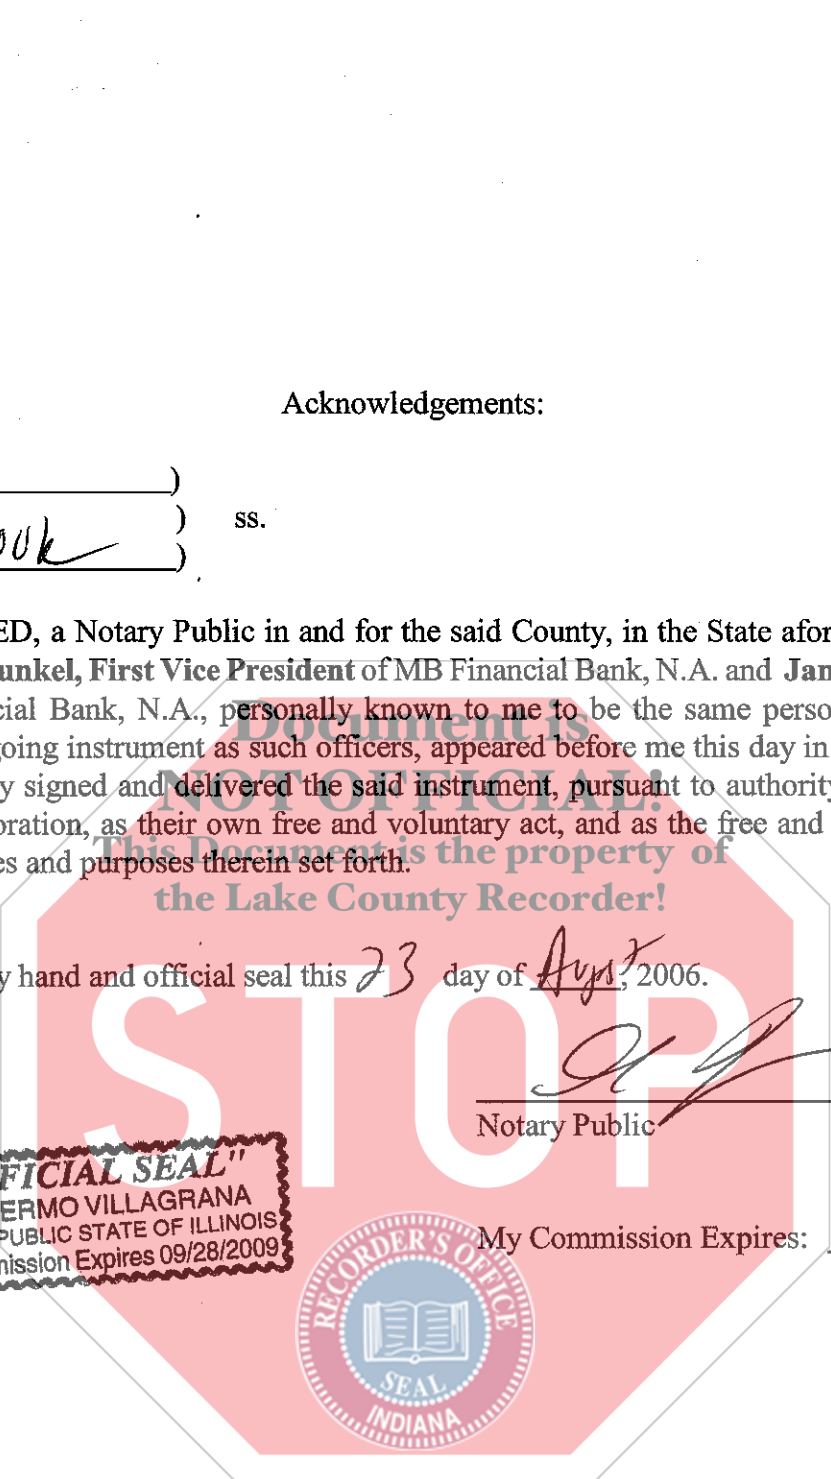 Acknowledgements:
)
) ss.
)
ED, a Notary Public in and for the said County, in the State afor
unkel, First Vice President of MB Financial Bank, N.A. and Jan
cial Bank, N.A., personally known to me to be the same perso
going instrument as such officers, appeared before me this day in
y signed and delivered the said instrument, pursuant to authority
oration, as their own free and voluntary act, and as the free and
es and purposes therein set forth.
Document is
NOT OFFICIAL!
This Document is the property of
the Lake County Recorder!
y hand and official seal this 23 day of August, 2006.
STOP
Notary Public
FICIAL SEAL"
ERMO VILLAGRANA
PUBLIC STATE OF ILLINOIS
mission Expires 09/28/2009
My Commission Expires:
RECORDER'S OFFICE
SEAL
INDIANA